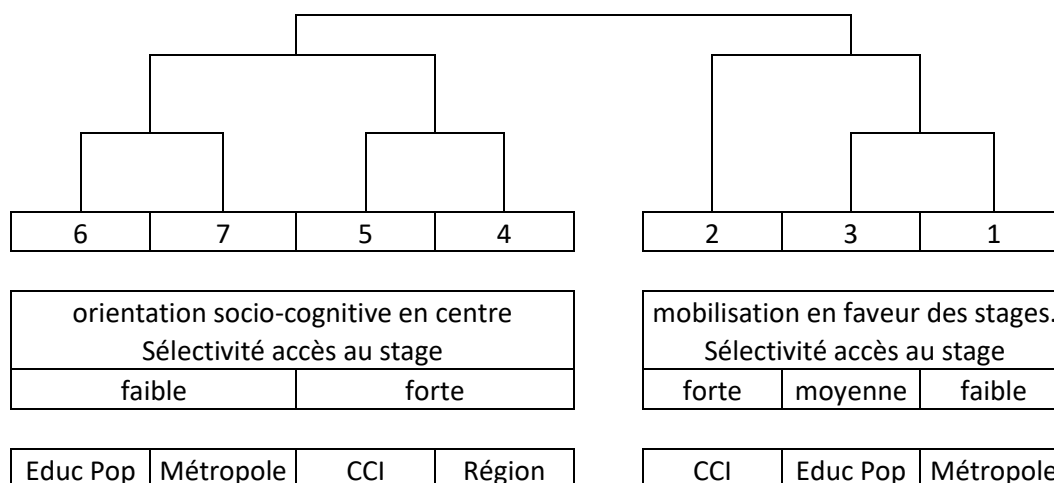 6 7 5 4 2 3 1
orientation socio-cognitive en centre
Sélectivité accès au stage
mobilisation en faveur des stages.
Sélectivité accès au stage
faible forte forte moyenne faible
Educ Pop Métropole CCI Région CCI Educ Pop Métropole